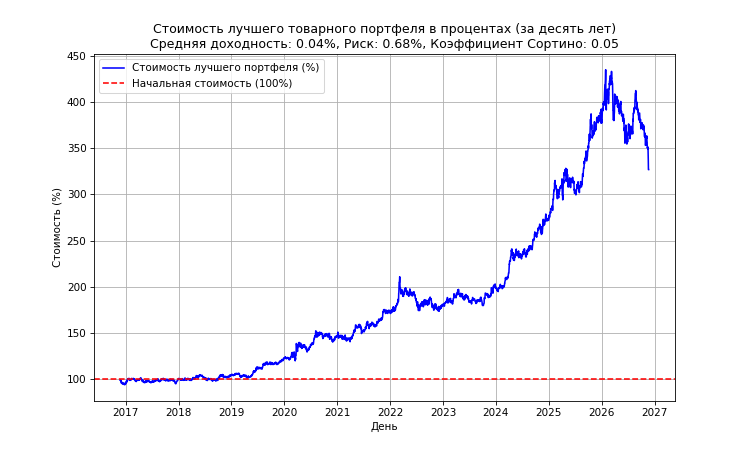 Стоимость лучшего товарного портфеля в процентах (за десять лет)
Средняя доходность: 0.04%, Риск: 0.68%, Коэффициент Сортино: 0.05
Стоимость лучшего портфеля (%)
Начальная стоимость (100%)
Стоимость (%)
450
400
350
300
250
200
150
100
2017 2018 2019 2020 2021 2022 2023 2024 2025 2026 2027
День